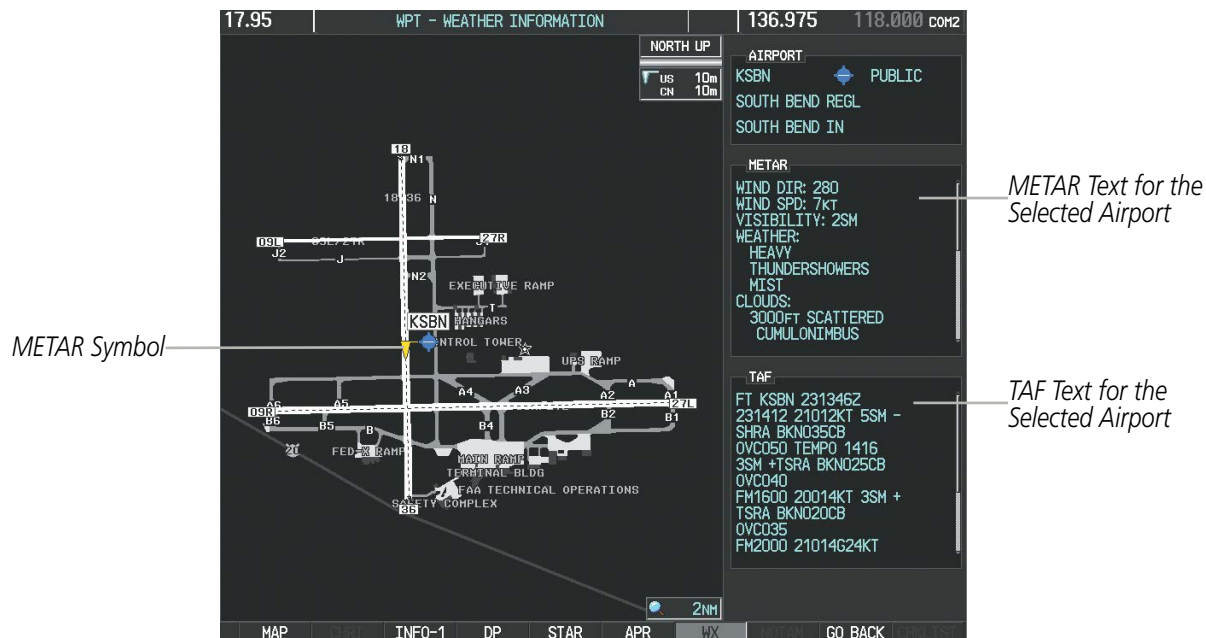 17.95 WPT - WEATHER INFORMATION 136.975 118.000 COM2
NORTH UP
US 10m
CN 10m
18
N1
18/36 N
09L 27R
J2 J
N2
EXECUTIVE RAMP
T
HANGARS
KSBN
NTROL TOWER
UPS RAMP
A4 A3 A
A6 A5 A2 A1
09R 27L
B6 B5 B B4 B2 B1
FED-X RAMP
MAIN RAMP
TERMINAL BLDG
FAA TECHNICAL OPERATIONS
SAFETY COMPLEX
36
2NM
AIRPORT
KSBN PUBLIC
SOUTH BEND REGL
SOUTH BEND IN
METAR
WIND DIR: 280
WIND SPD: 7KT
VISIBILITY: 2SM
WEATHER:
HEAVY
THUNDERSHOWERS
MIST
CLOUDS:
3000FT SCATTERED
CUMULONIMBUS
TAF
FT KSBN 231346Z
231412 21012KT 5SM -
SHRA BKN035CB
OVC050 TEMPO 1416
3SM +TSRA BKN025CB
OVC040
FM1600 20014KT 3SM +
TSRA BKN020CB
OVC035
FM2000 21014G24KT
MAP CHRT INFO-1 DP STAR APR WX NOTAM GO BACK CHKLIST
METAR Symbol
METAR Text for the
Selected Airport
TAF Text for the
Selected Airport